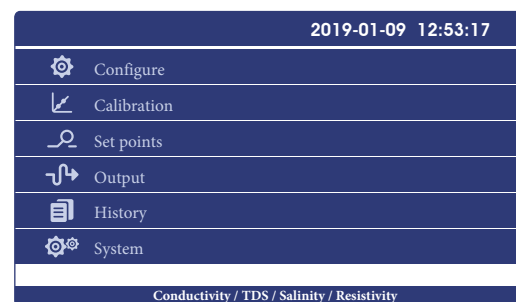 2019-01-09 12:53:17
Configure
Calibration
Set points
Output
History
System
Conductivity / TDS / Salinity / Resistivity